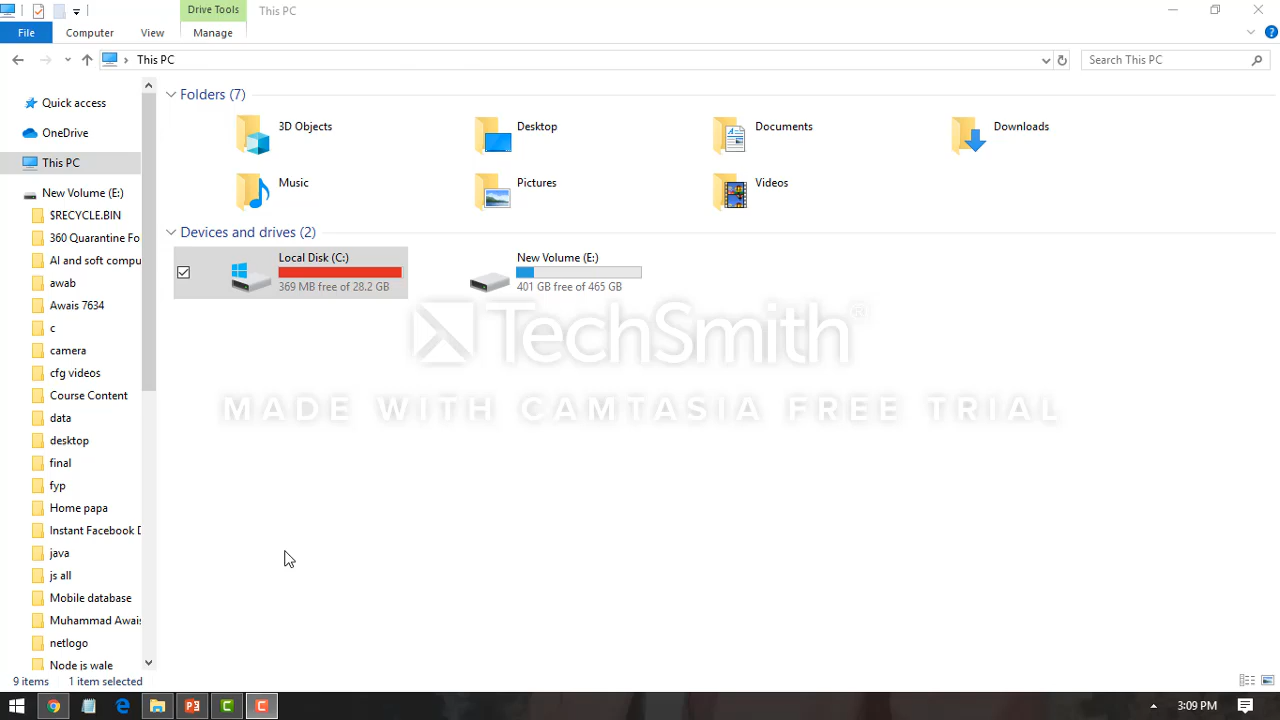 Drive Tools
This PC
File
Computer
View
Manage
This PC
Search This PC
Quick access
OneDrive
This PC
New Volume (E:)
$RECYCLE.BIN
360 Quarantine Fo
AI and soft compu
awab
Awais 7634
c
camera
cfg videos
Course Content
data
desktop
final
fyp
Home papa
Instant Facebook D
java
js all
Mobile database
Muhammad Awais
netlogo
Node js wale
Folders (7)
3D Objects
Desktop
Documents
Downloads
Music
Pictures
Videos
Devices and drives (2)
Local Disk (C:)
369 MB free of 28.2 GB
New Volume (E:)
401 GB free of 465 GB
TechSmith®
MADE WITH CAMTASIA FREE TRIAL
9 items
1 item selected
3:09 PM